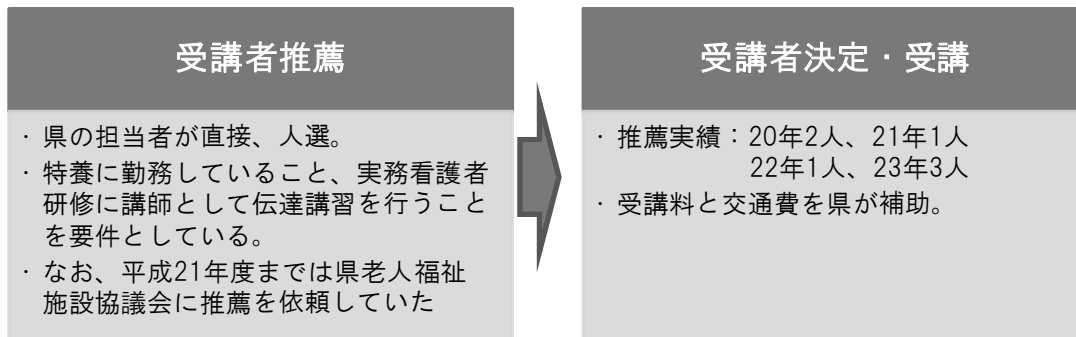 受講者推薦
・県の担当者が直接、人選。
・特養に勤務していること、実務看護者
研修に講師として伝達講習を行うこと
を要件としている。
・なお、平成21年度までは県老人福祉
施設協議会に推薦を依頼していた
受講者決定・受講
・推薦実績：20年2人、21年1人
22年1人、23年3人
・受講料と交通費を県が補助。